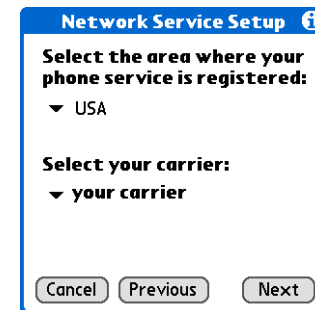 Network Service Setup i
Select the area where your
phone service is registered:
USA
Select your carrier:
your carrier
Cancel Previous Next